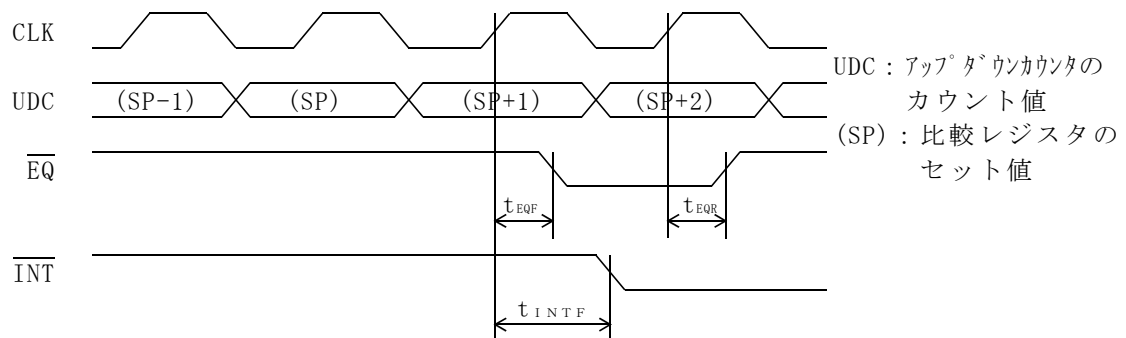 CLK
UDC
(SP-1)
(SP)
(SP+1)
(SP+2)
EQ
tEQF
tEQR
INT
tINTF
UDC：ｱｯﾌﾟﾀﾞｳﾝｶｳﾝﾀの
カウント値
(SP)：比較レジスタの
セット値